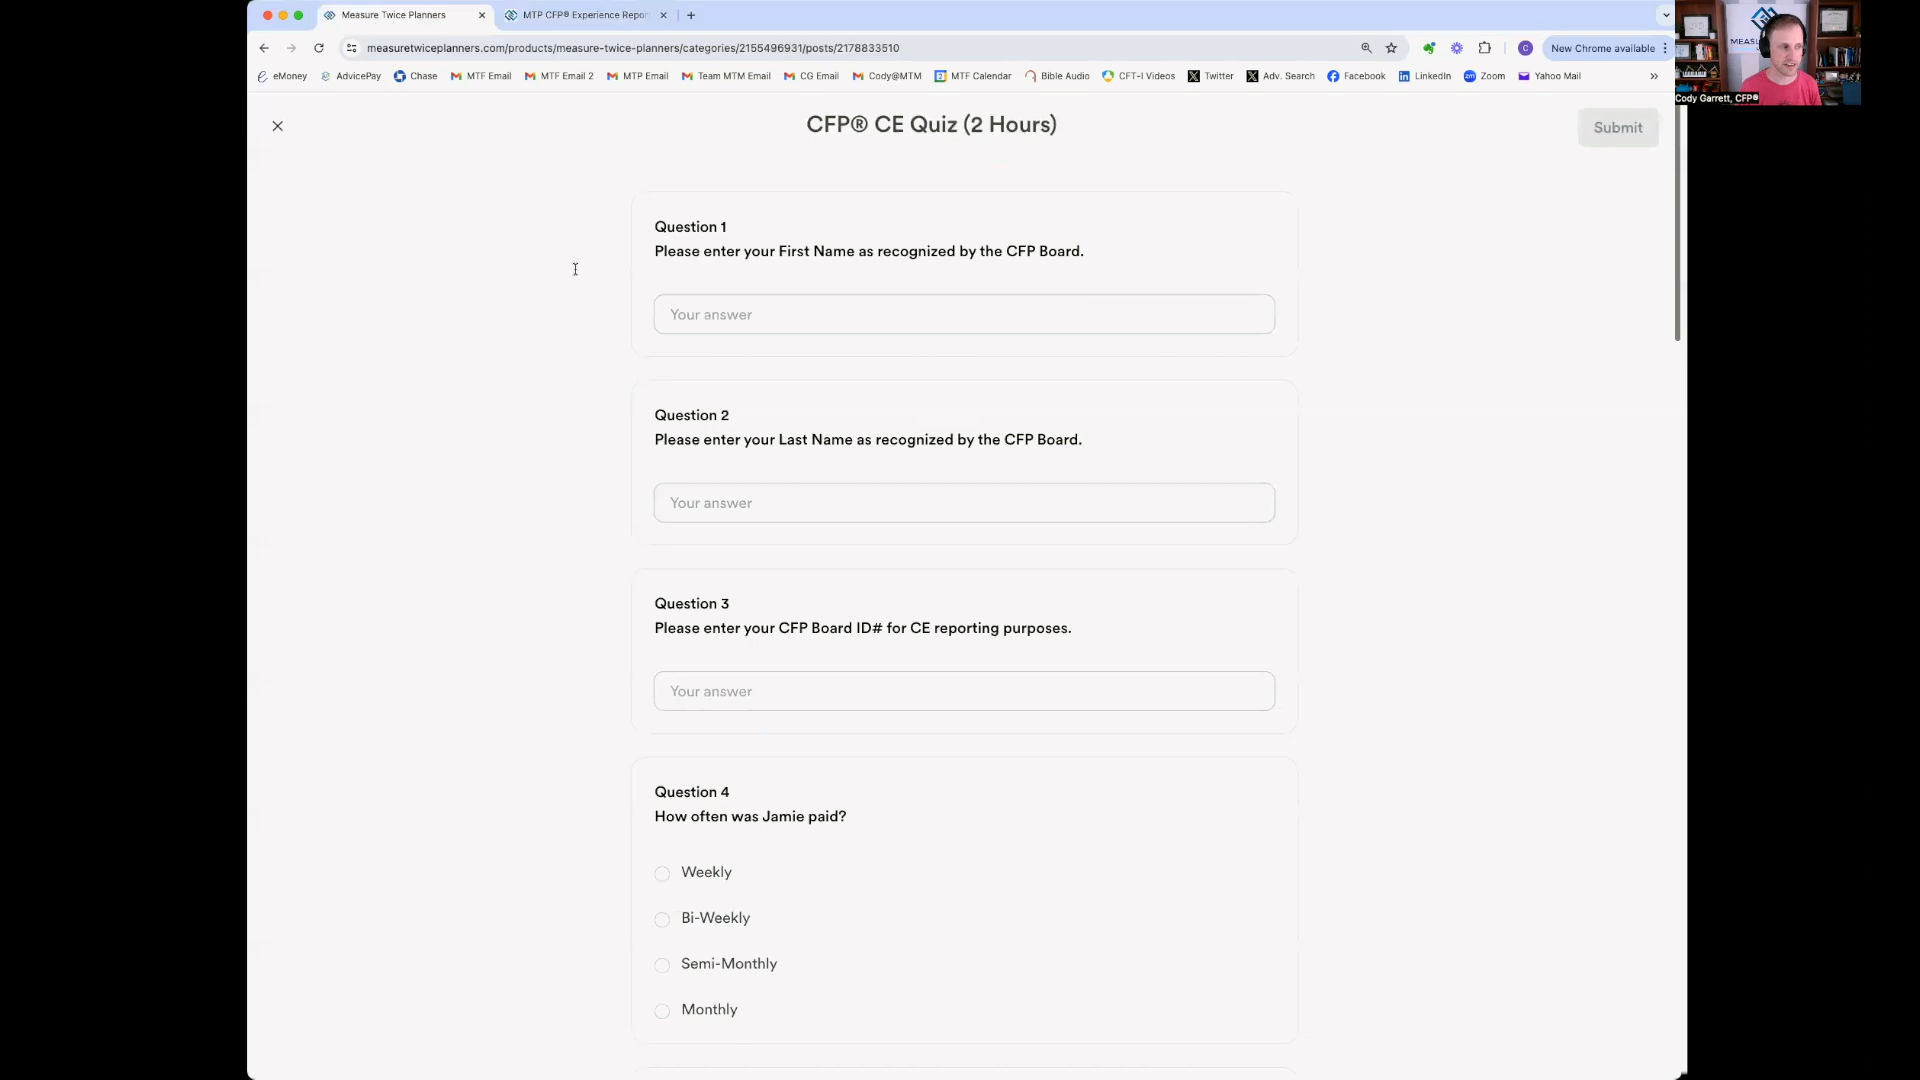 Measure Twice Planners
MTP CFP® Experience Repor
measuretwiceplanners.com/products/measure-twice-planners/categories/2155496931/posts/2178833510
New Chrome available
eMoney
AdvicePay
Chase
MTF Email
MTF Email 2
MTP Email
Team MTM Email
CG Email
Cody@MTM
MTF Calendar
Bible Audio
CFT-I Videos
Twitter
Adv. Search
Facebook
LinkedIn
Zoom
Yahoo Mail
Cody Garrett, CFP®
CFP® CE Quiz (2 Hours)
Submit
Question 1
Please enter your First Name as recognized by the CFP Board.
Your answer
Question 2
Please enter your Last Name as recognized by the CFP Board.
Your answer
Question 3
Please enter your CFP Board ID# for CE reporting purposes.
Your answer
Question 4
How often was Jamie paid?
Weekly
Bi-Weekly
Semi-Monthly
Monthly